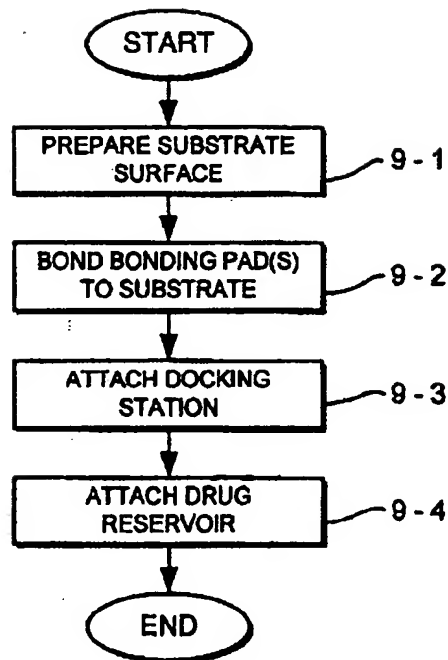 START
PREPARE SUBSTRATE
SURFACE
9-1
BOND BONDING PAD(S)
TO SUBSTRATE
9-2
ATTACH DOCKING
STATION
9-3
ATTACH DRUG
RESERVOIR
9-4
END